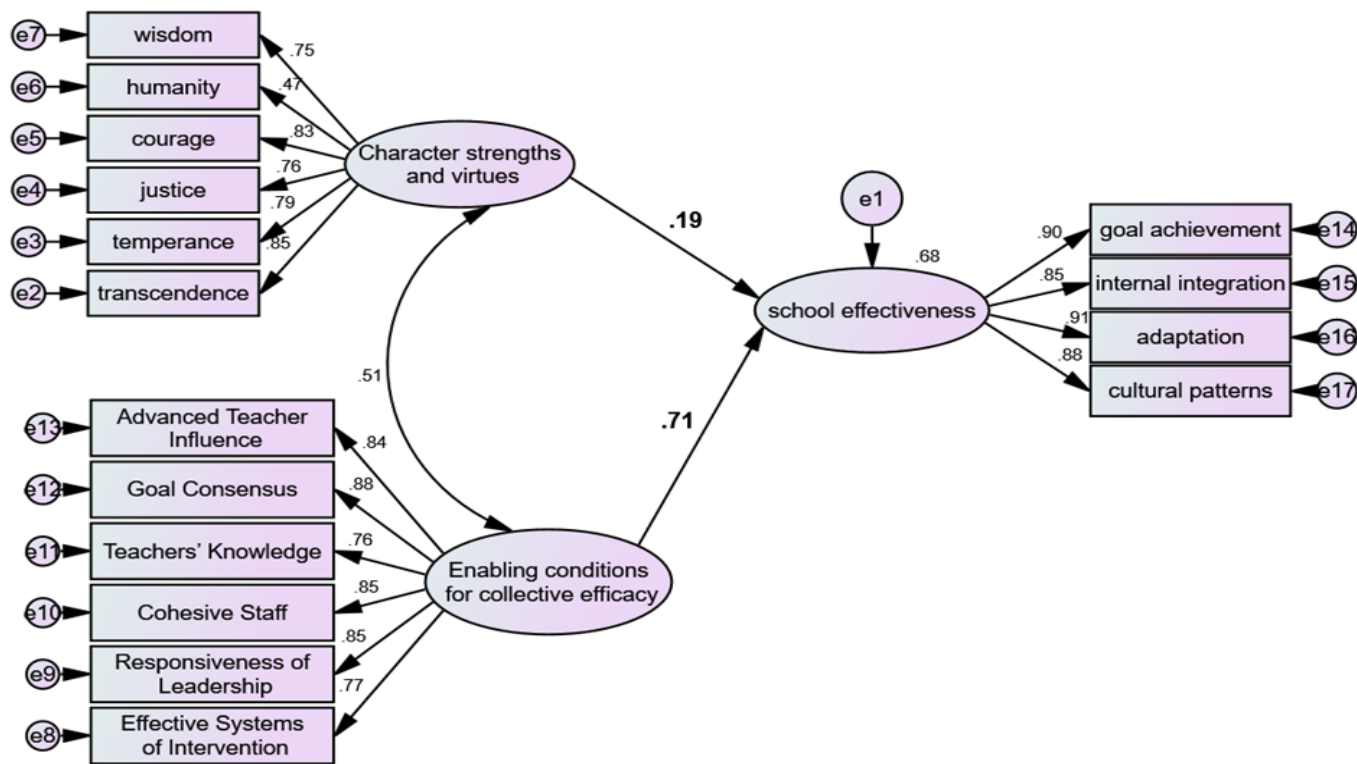 e7
wisdom
.75
e6
humanity
.47
e5
courage
.83
e4
justice
.76
e3
temperance
.79
e2
transcendence
.85
Character strengths
and virtues
.19
e1
.68
school effectiveness
.90
goal achievement
e14
.85
internal integration
e15
.91
adaptation
e16
.88
cultural patterns
e17
.51
.71
e13
Advanced Teacher
Influence
.84
e12
Goal Consensus
.88
e11
Teachers’ Knowledge
.76
e10
Cohesive Staff
.85
e9
Responsiveness of
Leadership
.85
e8
Effective Systems
of Intervention
.77
Enabling conditions
for collective efficacy